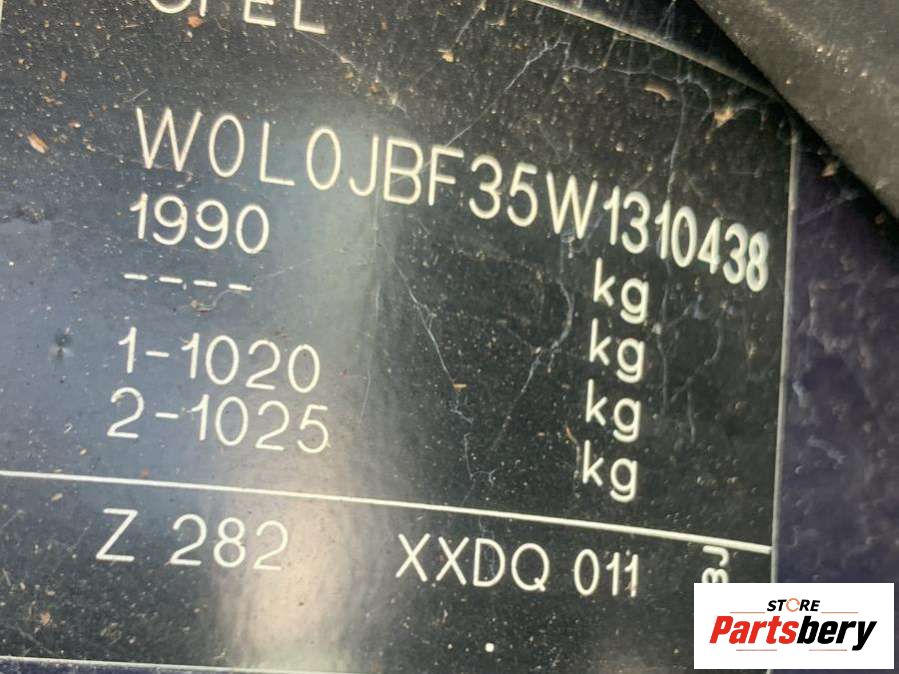 OPEL
W0L0JBF35W1310438
1990 kg
---- kg
1-1020 kg
2-1025 kg
Z 282 XXDQ 011
STORE
Partsbery